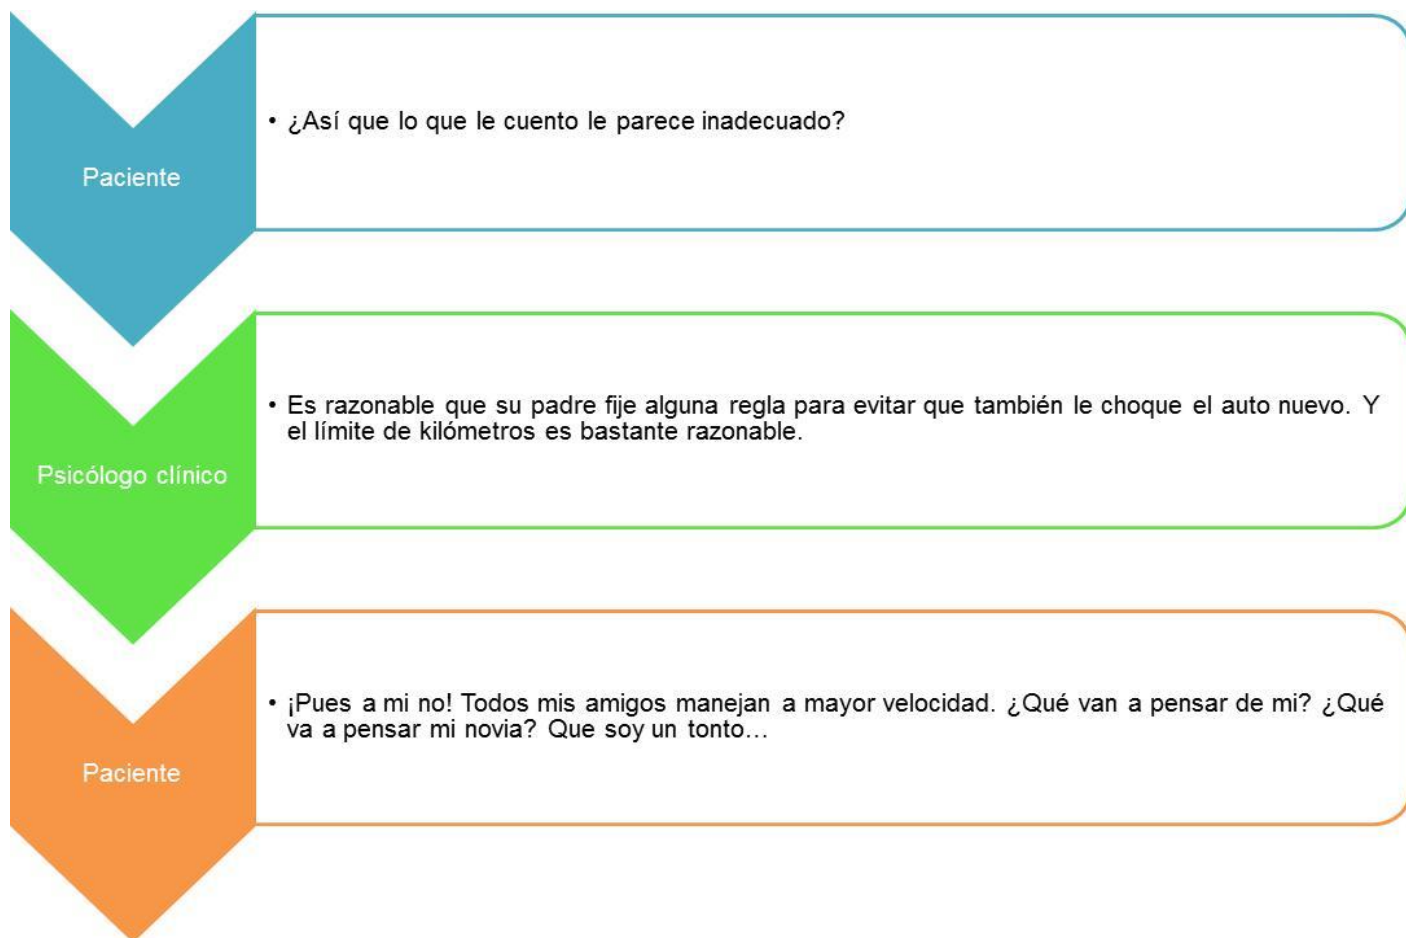 Paciente
• ¿Así que lo que le cuento le parece inadecuado?
Psicólogo clínico
• Es razonable que su padre fije alguna regla para evitar que también le choque el auto nuevo. Y
el límite de kilómetros es bastante razonable.
Paciente
• ¡Pues a mi no! Todos mis amigos manejan a mayor velocidad. ¿Qué van a pensar de mi? ¿Qué
va a pensar mi novia? Que soy un tonto…